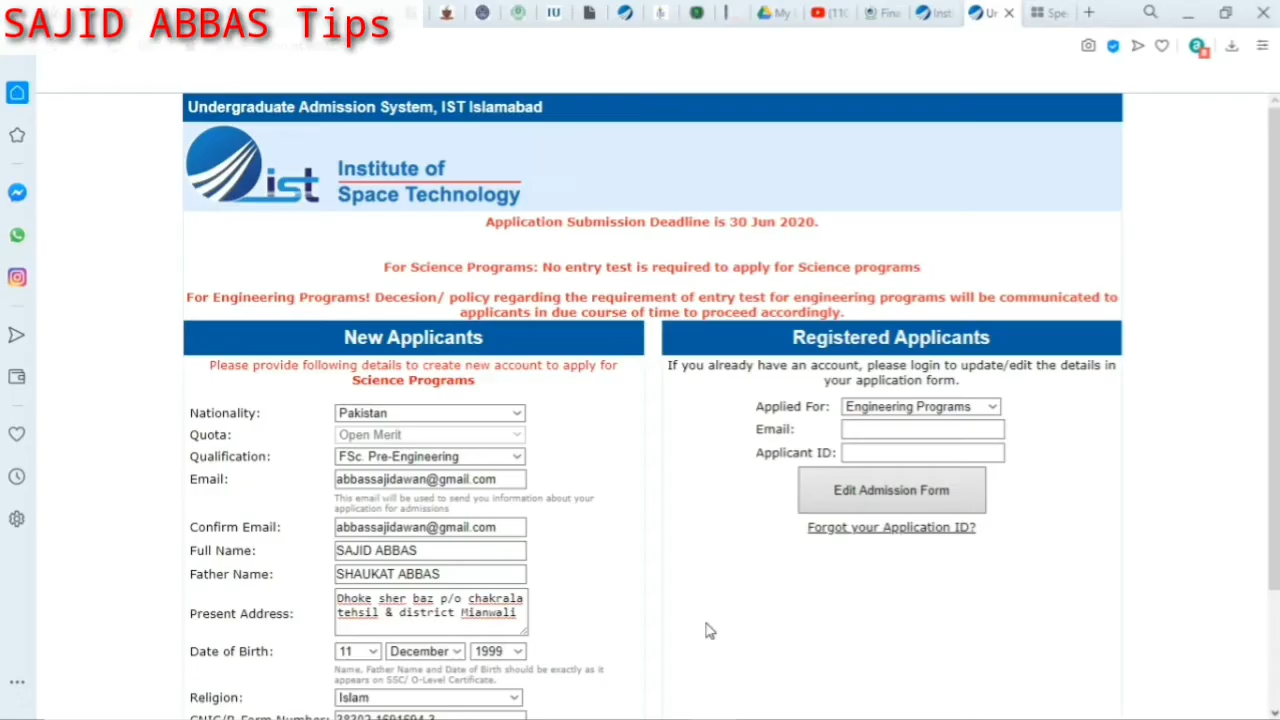 SAJID ABBAS Tips
IU
My
(11
Fina
Inst
Ur
Spe
Undergraduate Admission System, IST Islamabad
ist
Institute of
Space Technology
Application Submission Deadline is 30 Jun 2020.
For Science Programs: No entry test is required to apply for Science programs
For Engineering Programs! Decesion/ policy regarding the requirement of entry test for engineering programs will be communicated to
applicants in due course of time to proceed accordingly.
New Applicants
Please provide following details to create new account to apply for
Science Programs
Nationality: Pakistan
Quota: Open Merit
Qualification: FSc. Pre-Engineering
Email: abbassajidawan@gmail.com
This email will be used to send you information about your
application for admissions
Confirm Email: abbassajidawan@gmail.com
Full Name: SAJID ABBAS
Father Name: SHAUKAT ABBAS
Present Address: Dhoke sher baz p/o chakrala
tehsil & district Mianwali
Date of Birth: 11 December 1999
Name, Father Name and Date of Birth should be exactly as it
appears on SSC/ O-Level Certificate.
Religion: Islam
Registered Applicants
If you already have an account, please login to update/edit the details in
your application form.
Applied For: Engineering Programs
Email:
Applicant ID:
Edit Admission Form
Forgot your Application ID?